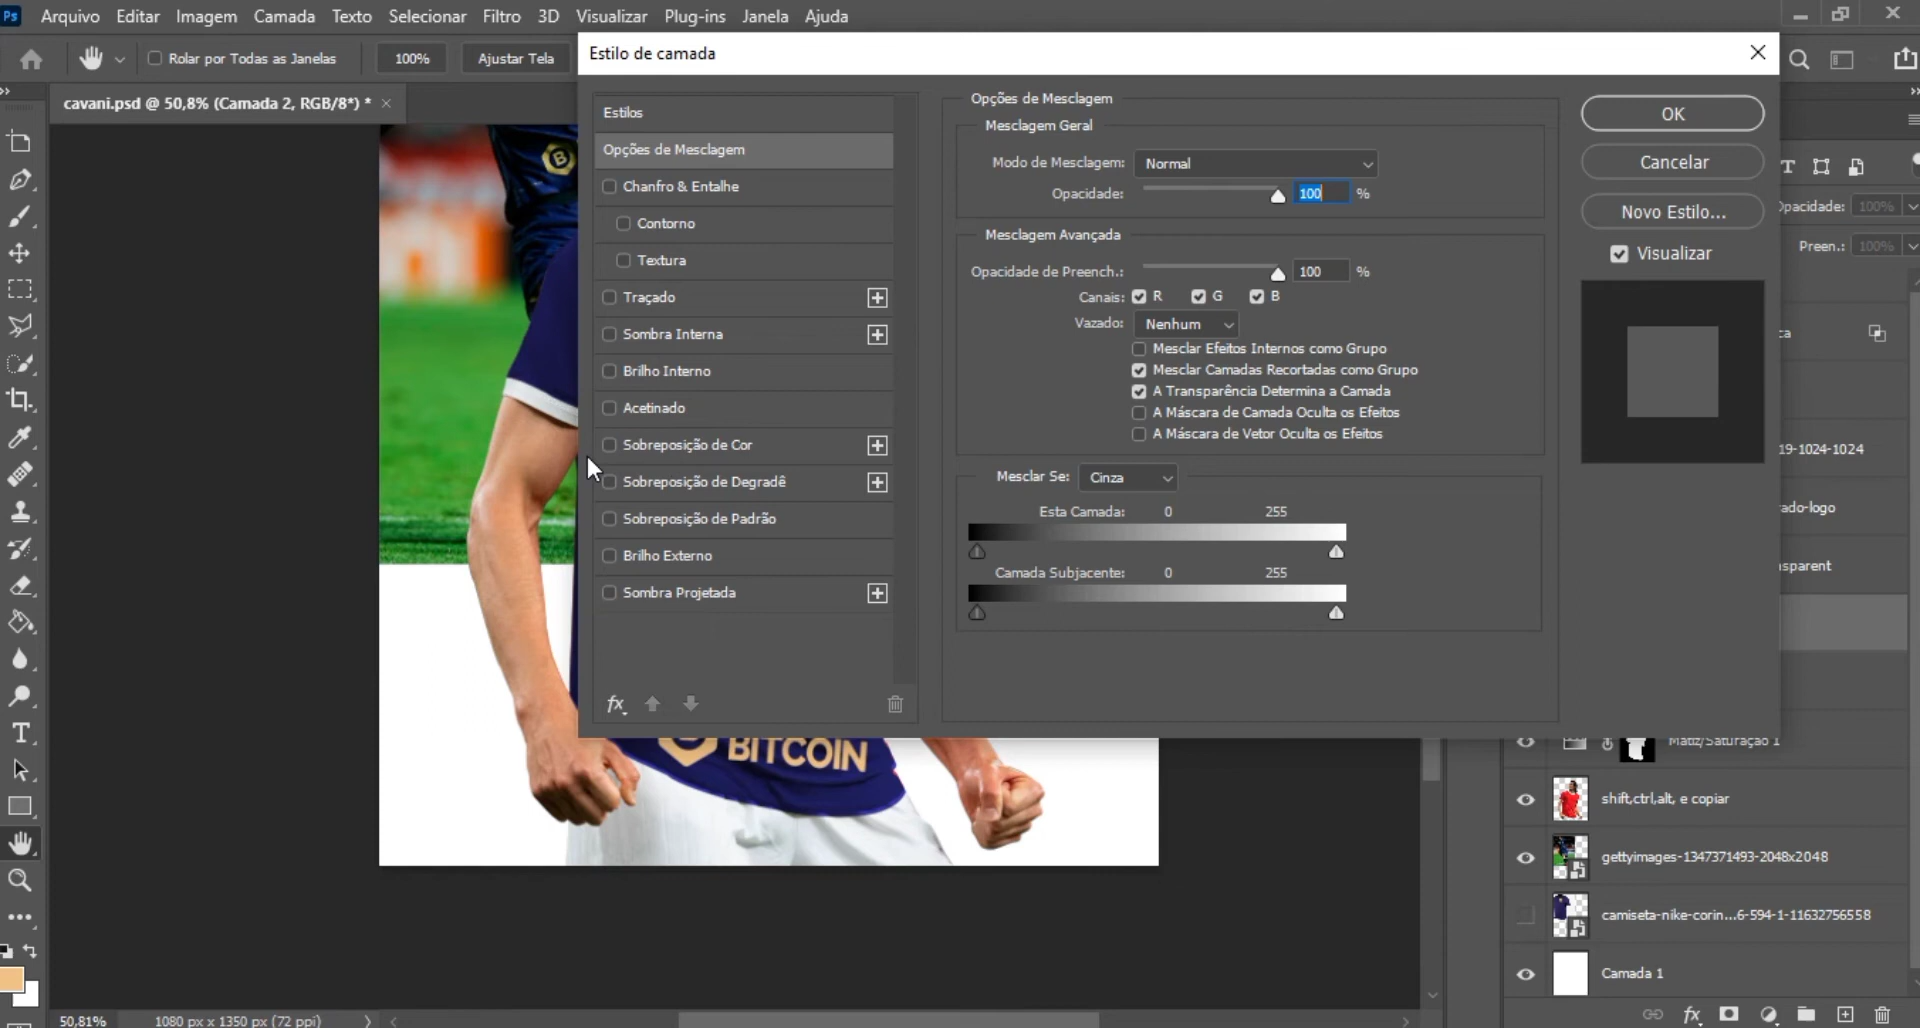 Ps Arquivo Editar Imagem Camada Texto Selecionar Filtro 3D Visualizar Plug-ins Janela Ajuda
Rolar por Todas as Janelas 100% Ajustar Tela
Estilo de camada
cavani.psd @ 50,8% (Camada 2, RGB/8*) *
Estilos
Opções de Mesclagem
Chanfro & Entalhe
Contorno
Textura
Traçado
Sombra Interna
Brilho Interno
Acetinado
Sobreposição de Cor
Sobreposição de Degradê
Sobreposição de Padrão
Brilho Externo
Sombra Projetada
fx
Opções de Mesclagem
Mesclagem Geral
Modo de Mesclagem: Normal
Opacidade: 100 %
Mesclagem Avançada
Opacidade de Preench.: 100 %
Canais: R G B
Vazado: Nenhum
Mesclar Efeitos Internos como Grupo
Mesclar Camadas Recortadas como Grupo
A Transparência Determina a Camada
A Máscara de Camada Oculta os Efeitos
A Máscara de Vetor Oculta os Efeitos
Mesclar Se: Cinza
Esta Camada: 0 255
Camada Subjacente: 0 255
OK
Cancelar
Novo Estilo...
Visualizar
T
pacidade: 100%
Preen.: 100%
ca
19-1024-1024
ado-logo
sparent
Matiz/Saturação 1
shift,ctrl,alt, e copiar
gettyimages-1347371493-2048x2048
camiseta-nike-corin...6-594-1-11632756558
Camada 1
fx
B
BITCOIN
T
50,81% 1080 px x 1350 px (72 ppi)